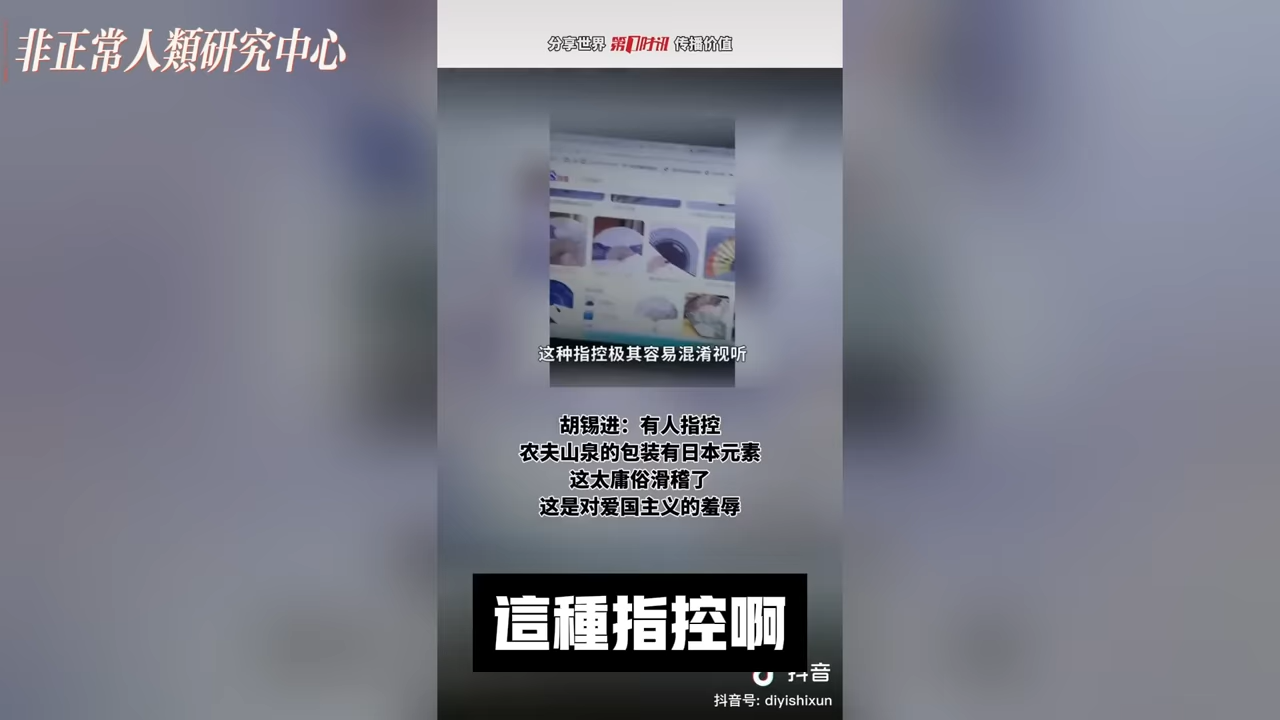 非正常人類研究中心
分享世界 第1时讯 传播价值
这种指控极其容易混淆视听
胡锡进：有人指控
农夫山泉的包装有日本元素
这太庸俗滑稽了
这是对爱国主义的羞辱
這種指控啊
抖音
抖音号: diyishixun